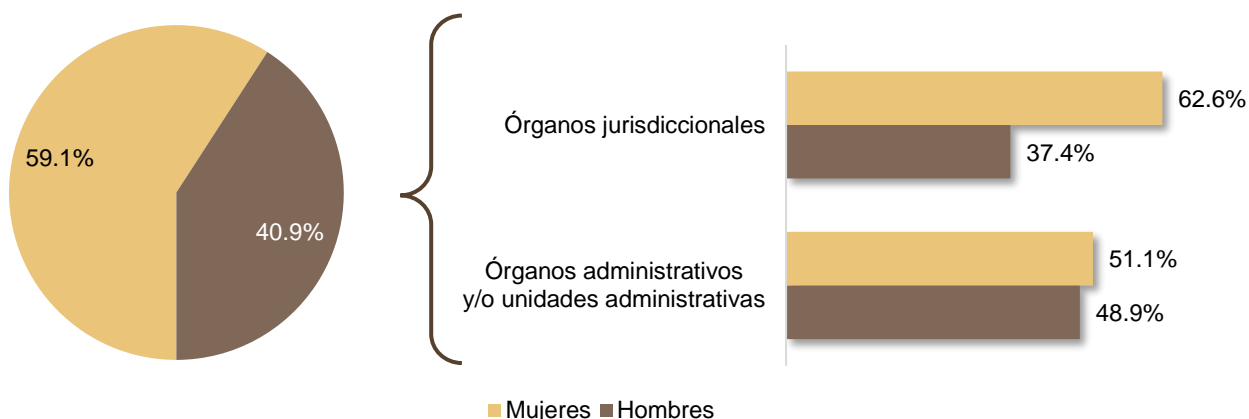 59.1%
40.9%
Órganos jurisdiccionales
62.6%
37.4%
Órganos administrativos
y/o unidades administrativas
51.1%
48.9%
Mujeres Hombres